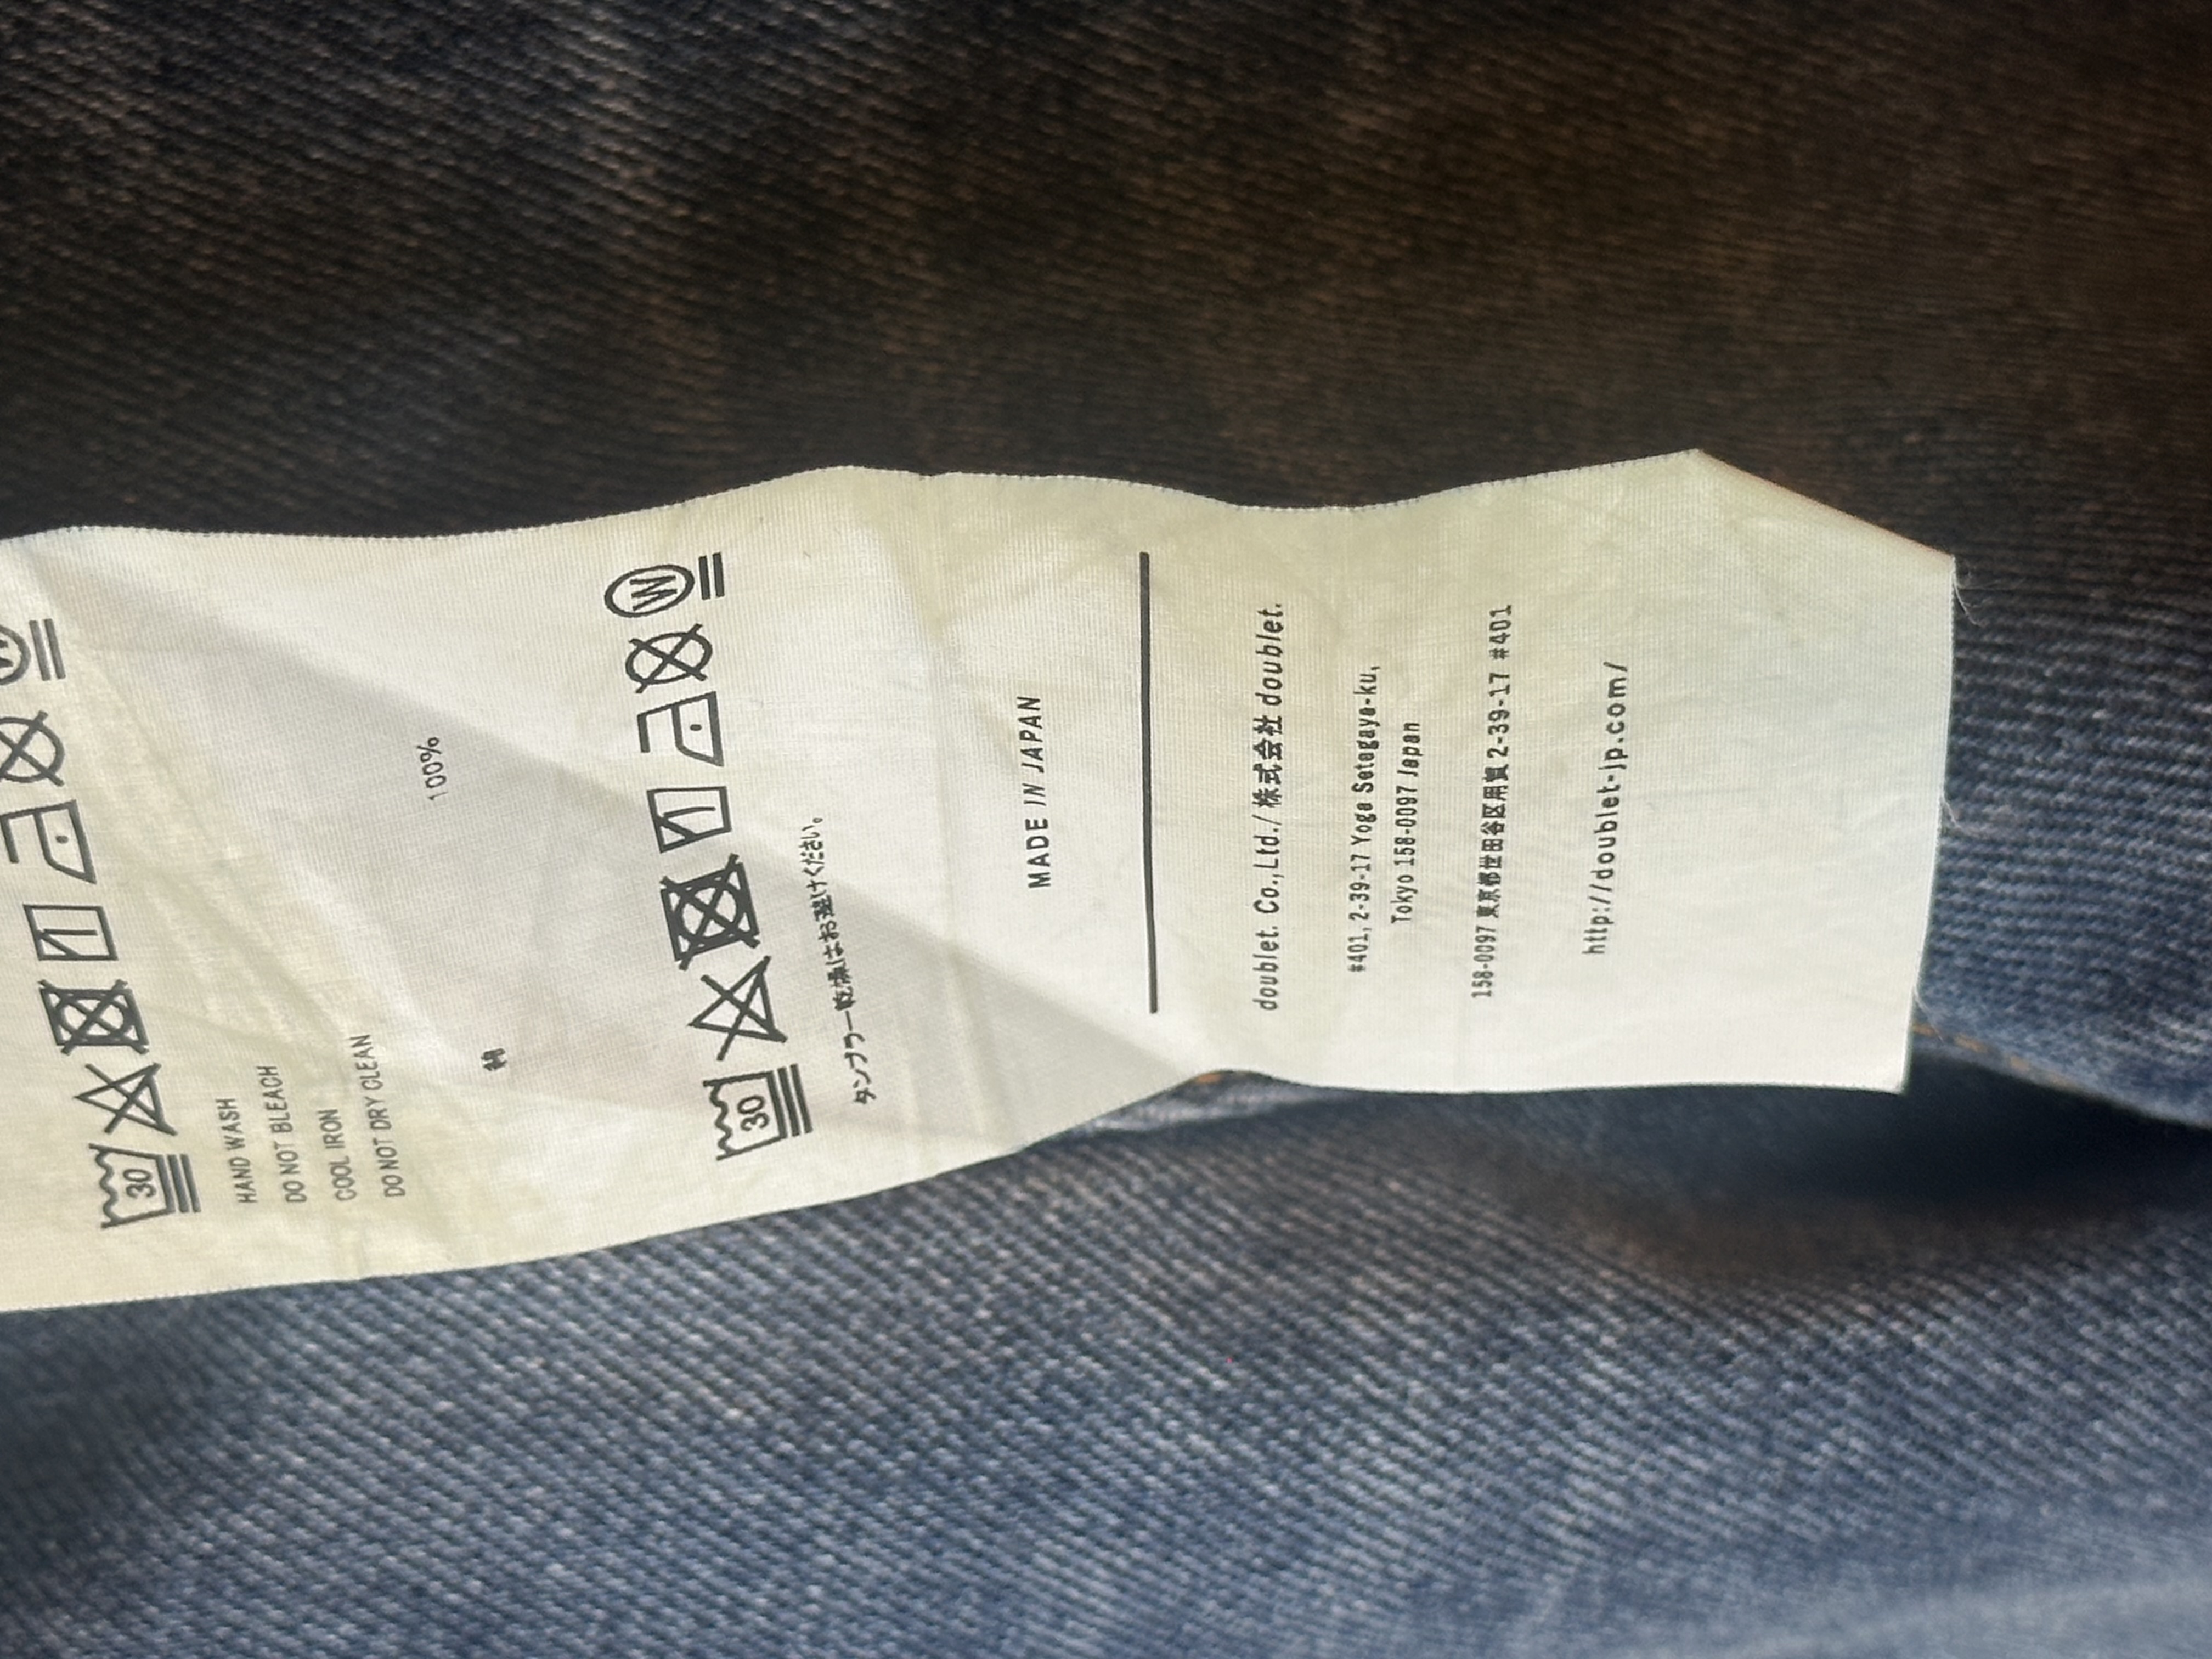 30
W
HAND WASH
DO NOT BLEACH
COOL IRON
DO NOT DRY CLEAN
100%
綿
30
W
タンブラー乾燥はお避けください。
MADE IN JAPAN
doublet. Co.,Ltd./ 株式会社 doublet.
#401, 2-39-17 Yoga Setagaya-ku,
Tokyo 158-0097 Japan
158-0097 東京都世田谷区用賀 2-39-17 #401
http://doublet-jp.com/